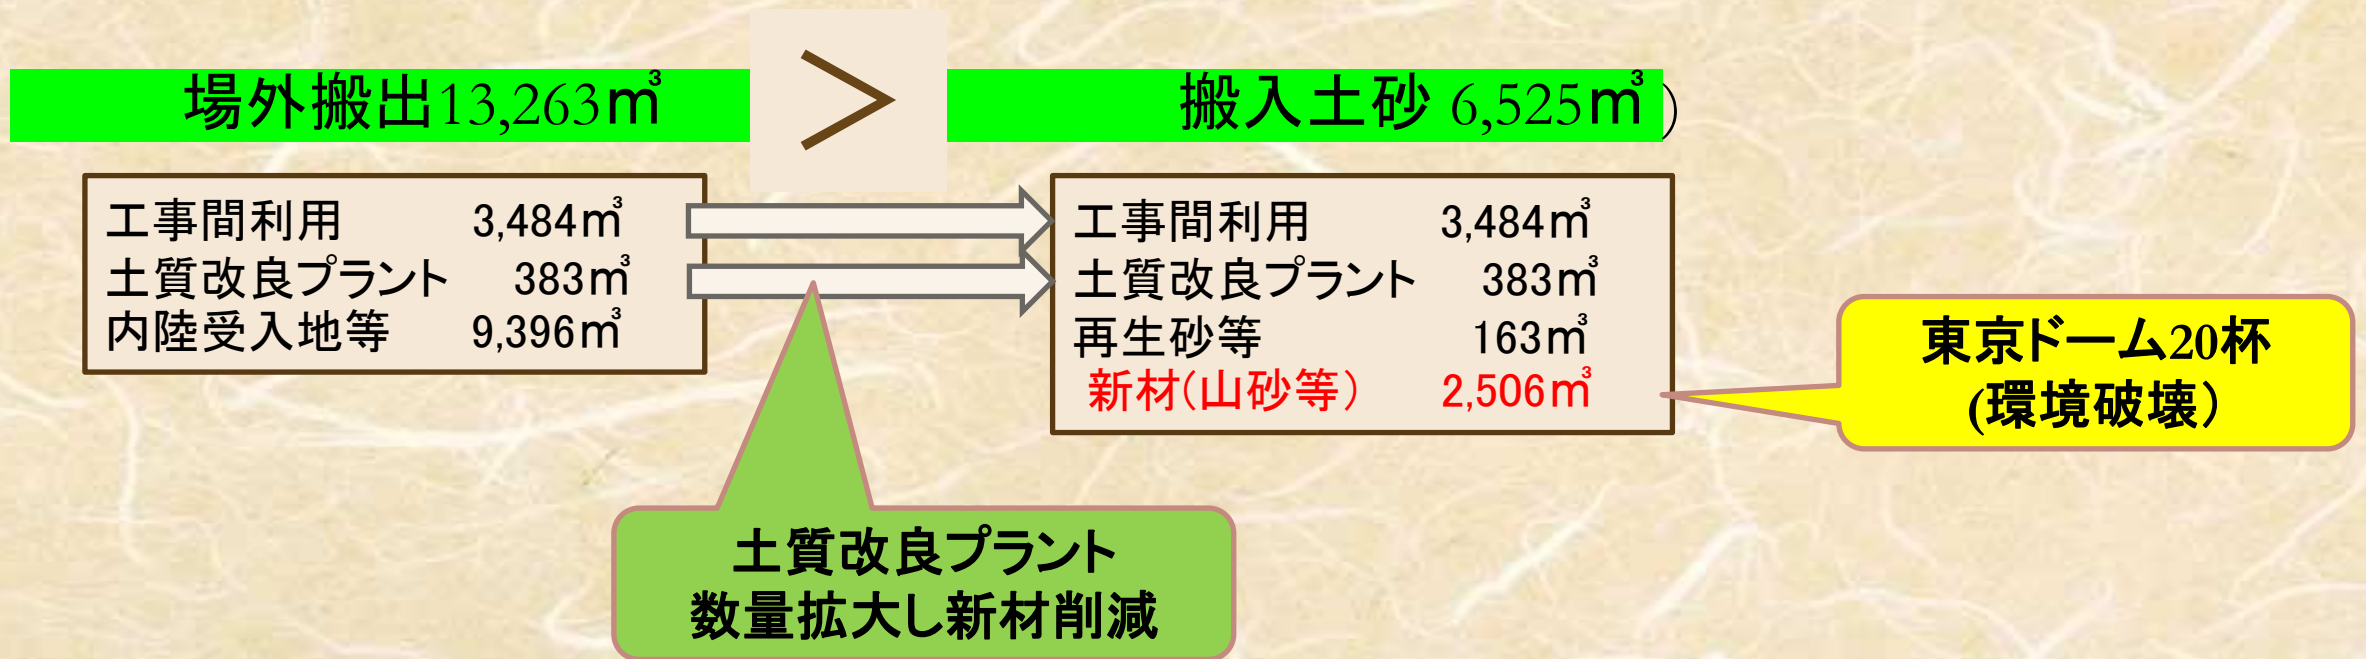 場外搬出13,263㎥
＞
搬入土砂 6,525㎥)
工事間利用 3,484㎥
土質改良プラント 383㎥
内陸受入地等 9,396㎥
工事間利用 3,484㎥
土質改良プラント 383㎥
再生砂等 163㎥
新材(山砂等） 2,506㎥
東京ドーム20杯
(環境破壊）
土質改良プラント
数量拡大し新材削減